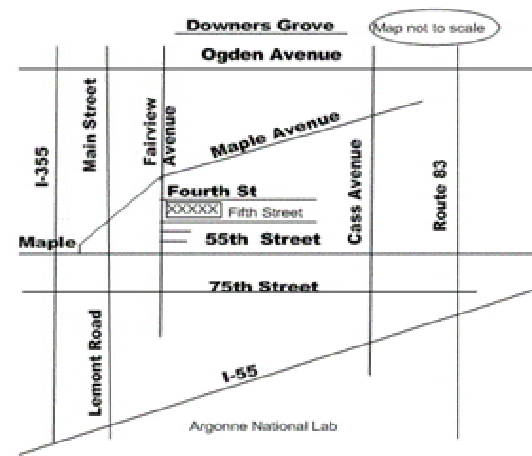 Downers Grove
Map not to scale
Ogden Avenue
I-355
Main Street
Fairview
Avenue
Maple Avenue
Cass Avenue
Route 83
Fourth St
XXXXX
Fifth Street
Maple
55th Street
75th Street
Lemont Road
I-55
Argonne National Lab